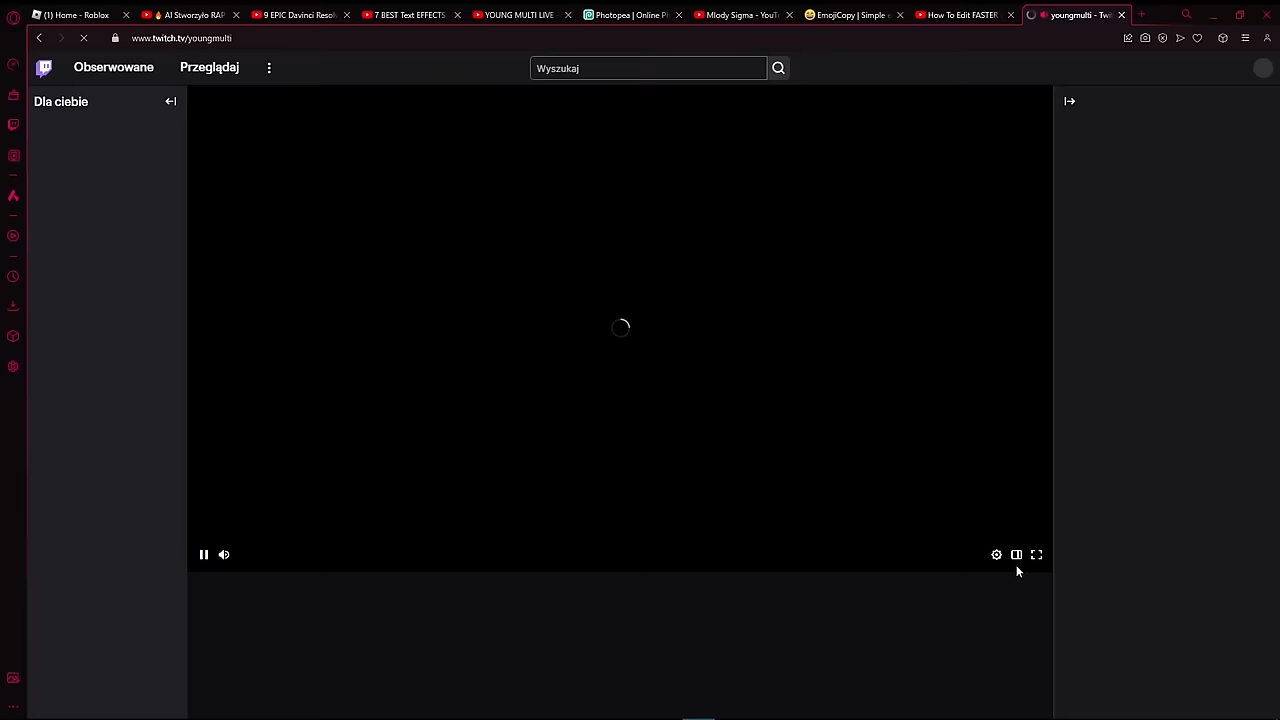 (1) Home - Roblox
🔥 AI Stworzyło RAP
9 EPIC Davinci Resol
7 BEST Text EFFECTS
YOUNG MULTI LIVE -
Photopea | Online Ph
Mlody Sigma - YouTu
EmojiCopy | Simple e
How To Edit FASTER
youngmulti - Twi
www.twitch.tv/youngmulti
Obserwowane
Przeglądaj
Wyszukaj
Dla ciebie